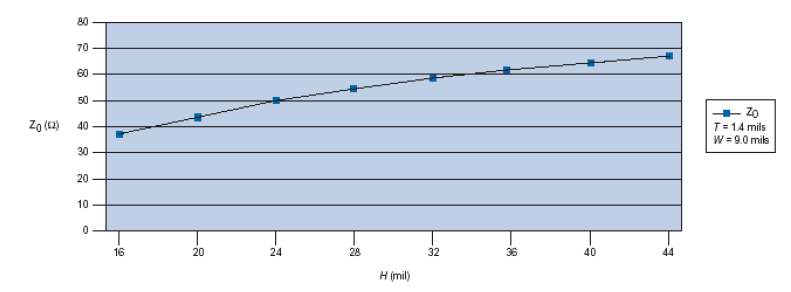 80
70
60
50
40
30
20
10
0
Z0 (Ω)
16 20 24 28 32 36 40 44
H (mil)
Z0
T = 1.4 mils
W = 9.0 mils